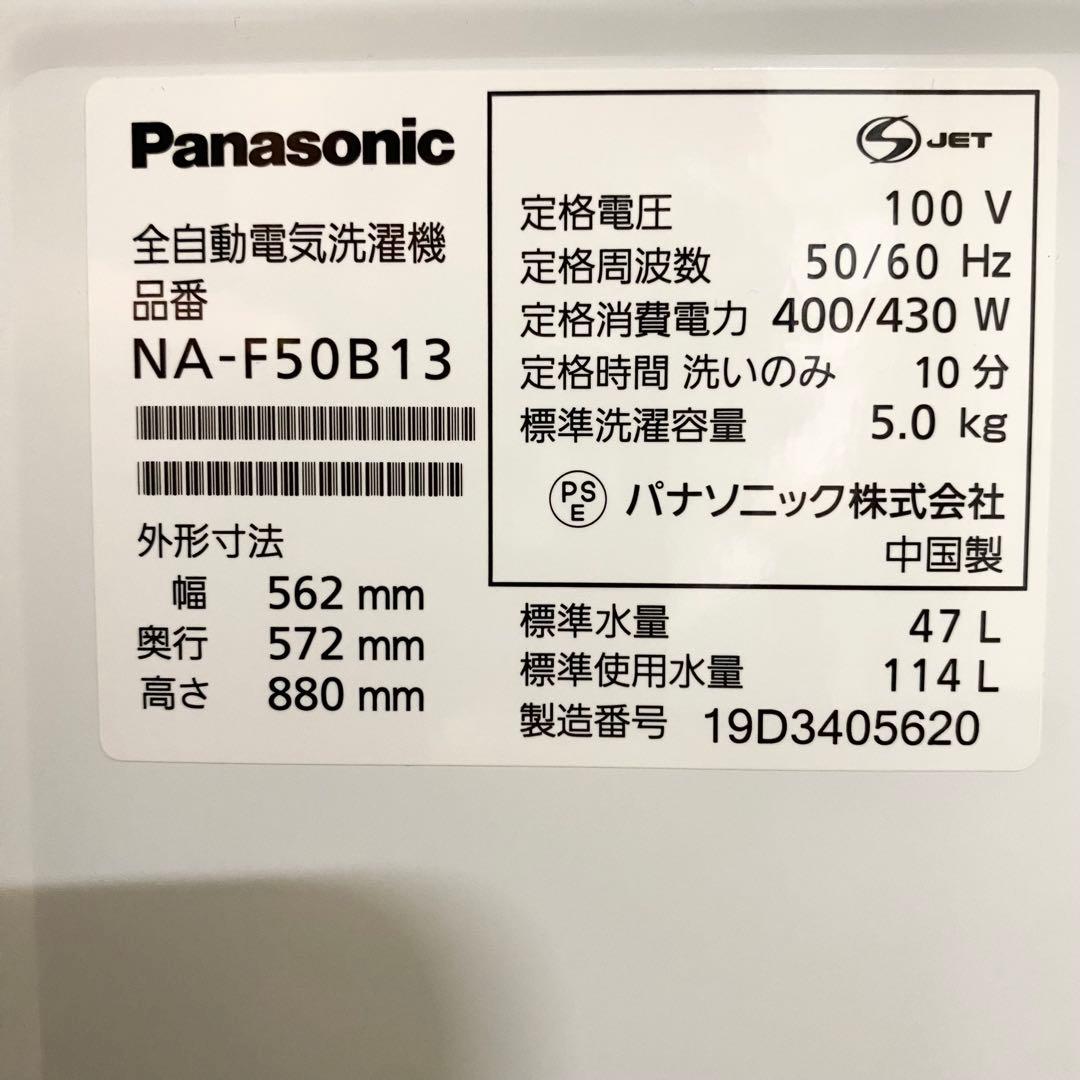 Panasonic
全自動電気洗濯機
品番
NA-F50B13
外形寸法
幅 562 mm
奥行 572 mm
高さ 880 mm
S JET
定格電圧 100 V
定格周波数 50/60 Hz
定格消費電力 400/430 W
定格時間 洗いのみ 10 分
標準洗濯容量 5.0 kg
PS E パナソニック株式会社
中国製
標準水量 47 L
標準使用水量 114 L
製造番号 19D3405620